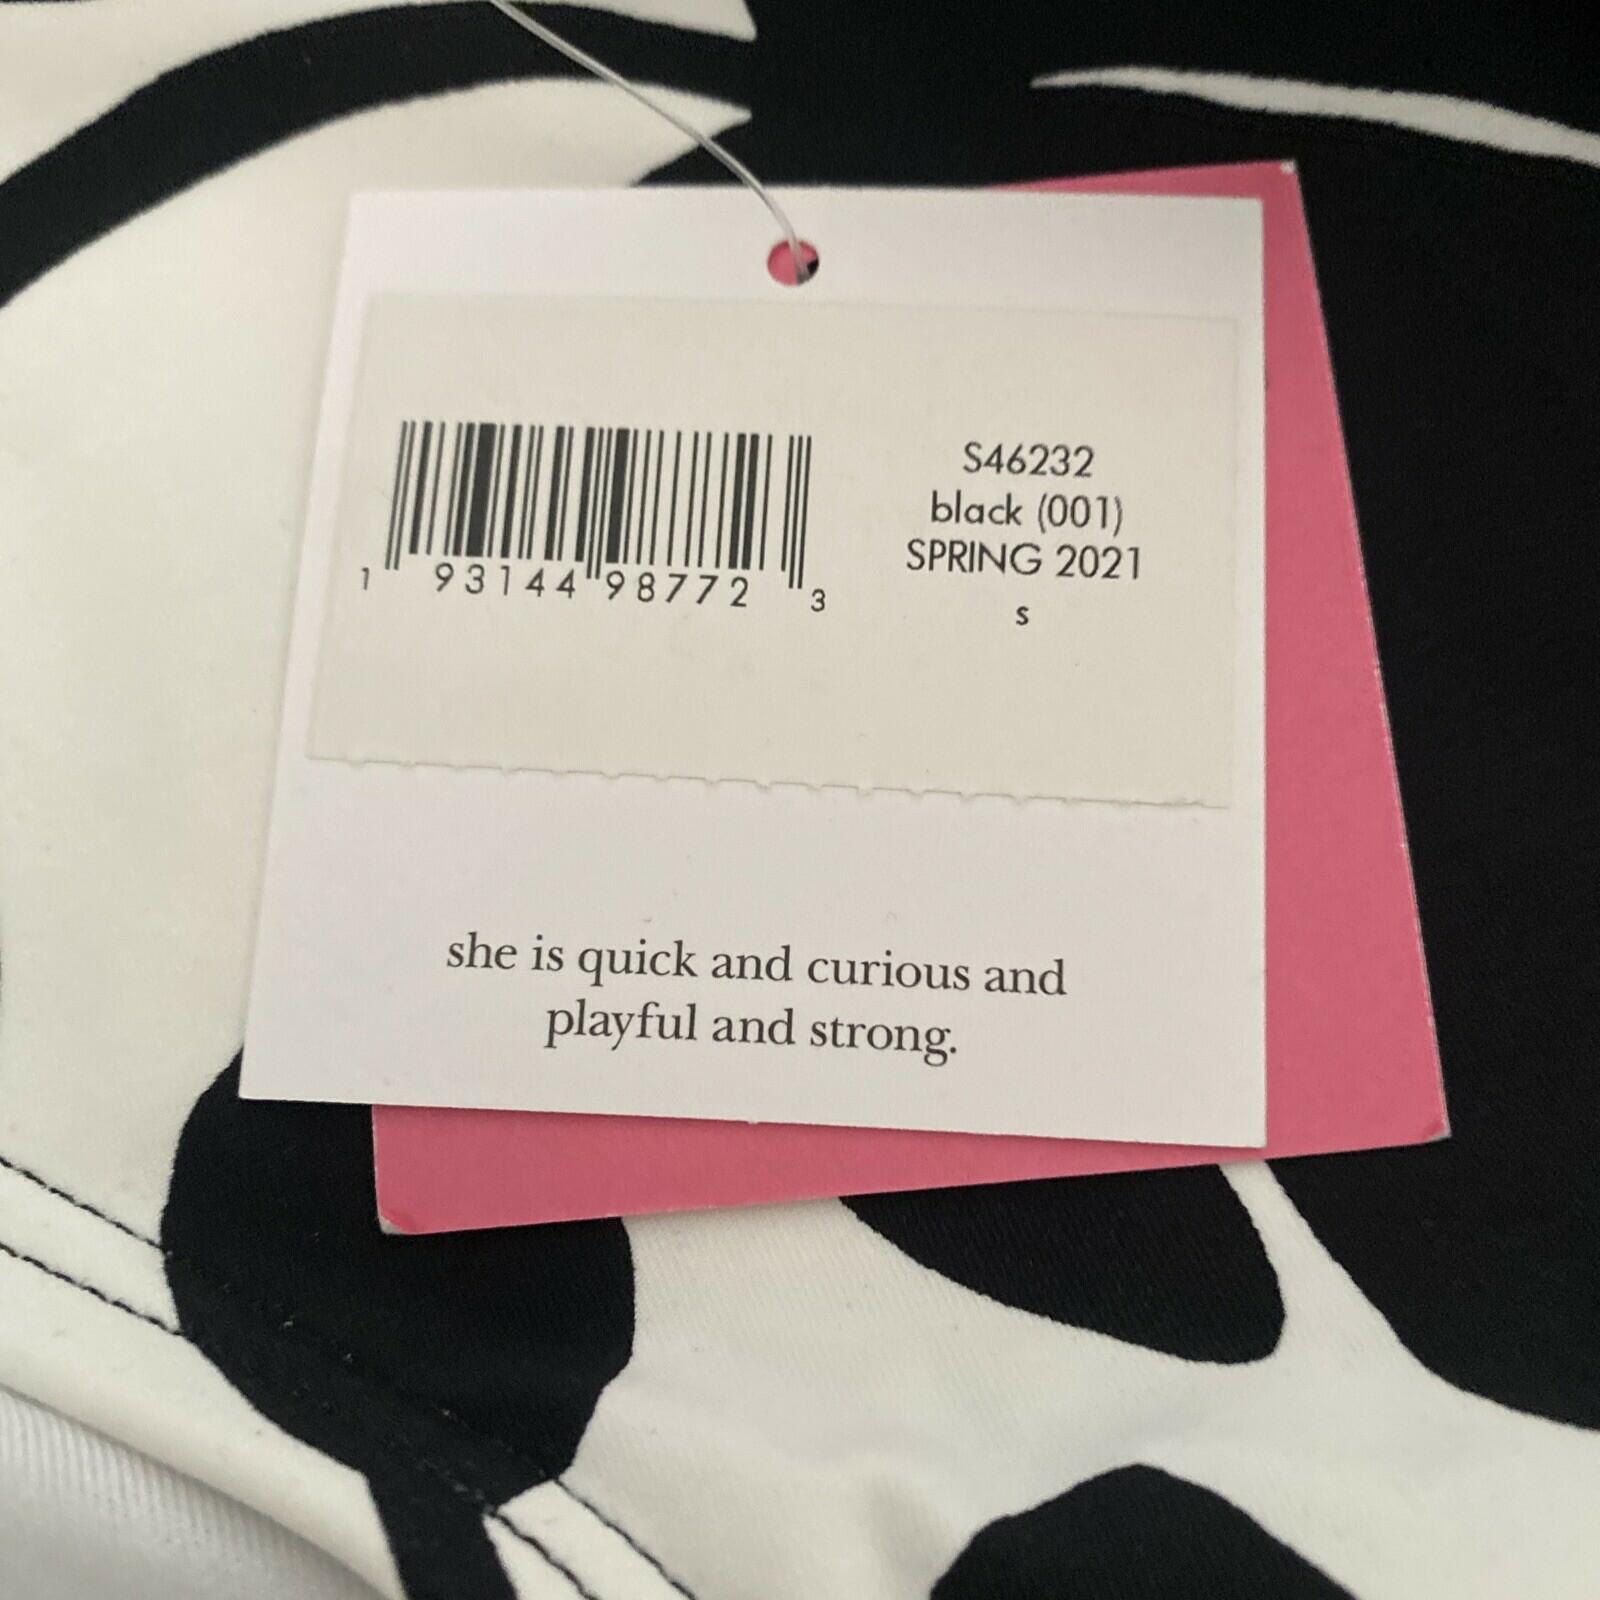 S46232
black (001)
SPRING 2021
s
1 93144 98772 3
she is quick and curious and
playful and strong.